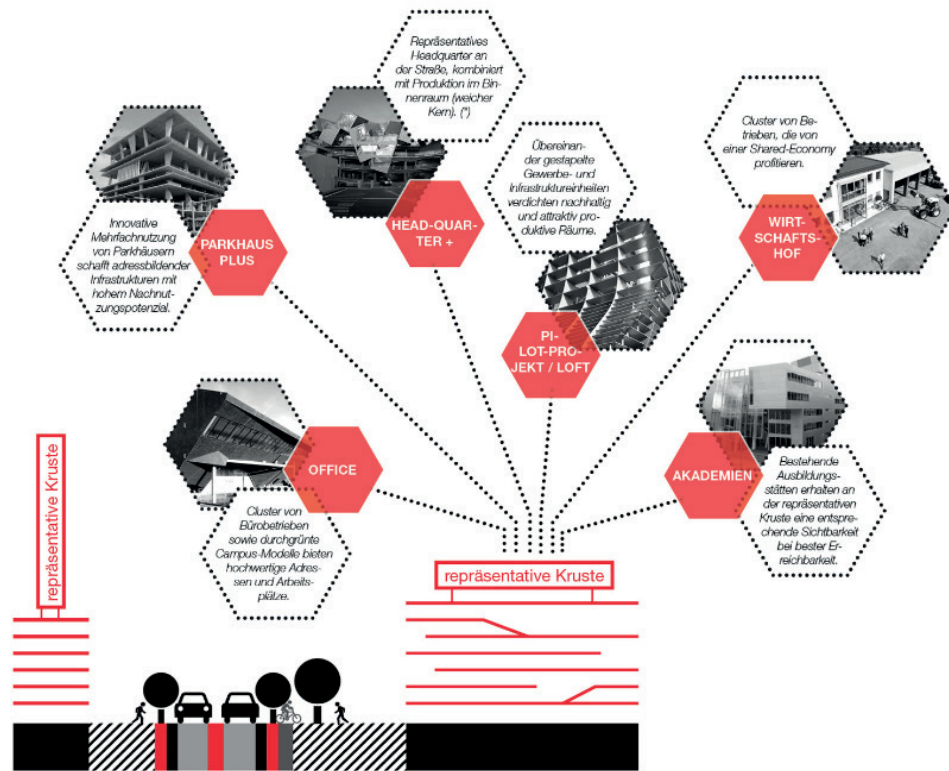 Repräsentatives
Headquarter an
der Straße, kombiniert
mit Produktion im Bin-
nenraum (weicher
Kern). (*)
HEAD-QUAR-
TER +
Innovative
Mehrfachnutzung
von Parkhäusern
schafft adressbildender
Infrastrukturen mit
hohem Nachnut-
zungspotenzial.
PARKHAUS
PLUS
Übereinan-
der gestapelte
Gewerbe- und
Infrastruktureinheiten
verdichten nachhaltig
und attraktiv pro-
duktive Räume.
PI-
LOT-PRO-
JEKT / LOFT
Cluster von Be-
trieben, die von
einer Shared-Economy
profitieren.
WIRT-
SCHAFTS-
HOF
OFFICE
Cluster von
Bürobetrieben
sowie durchgrünte
Campus-Modelle bieten
hochwertige Adres-
sen und Arbeits-
plätze.
AKADEMIEN
Bestehende
Ausbildungs-
stätten erhalten an
der repräsentativen
Kruste eine entspre-
chende Sichtbarkeit
bei bester Er-
reichbarkeit.
repräsentative Kruste
repräsentative Kruste